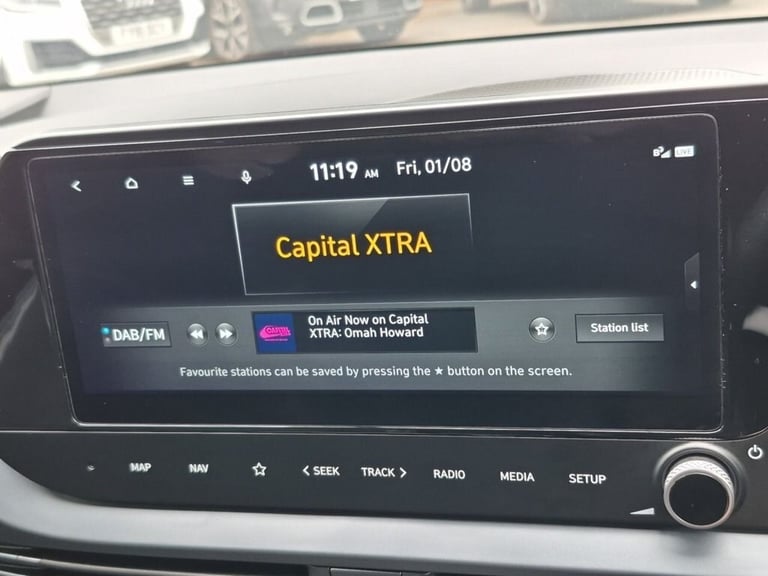 11:19 AM Fri, 01/08
LIVE
Capital XTRA
DAB/FM
On Air Now on Capital
XTRA: Omah Howard
Station list
Favourite stations can be saved by pressing the ★ button on the screen.
MAP NAV ☆ < SEEK TRACK > RADIO MEDIA SETUP